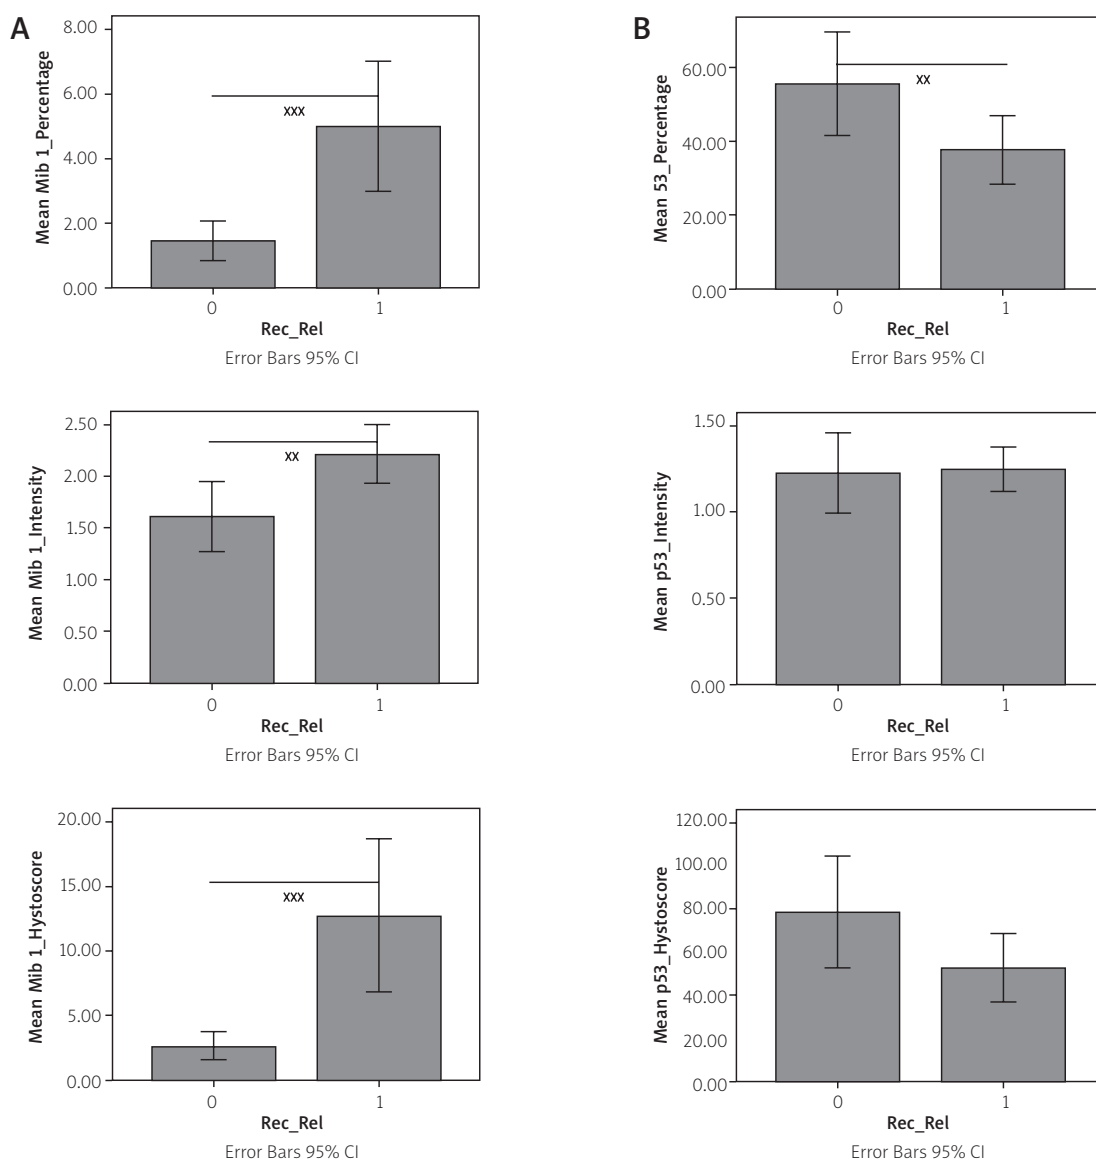 A
Mean Mib 1_Percentage
8.00
6.00
4.00
2.00
0.00
xxx
0 1
Rec_Rel
Error Bars 95% CI
B
Mean 53_Percentage
60.00
40.00
20.00
0.00
xx
0 1
Rec_Rel
Error Bars 95% CI
Mean Mib 1_Intensity
2.50
2.00
1.50
1.00
0.50
0.00
xx
0 1
Rec_Rel
Error Bars 95% CI
Mean p53_Intensity
1.50
1.00
0.50
0.00
0 1
Rec_Rel
Error Bars 95% CI
Mean Mib 1_Hystoscore
20.00
15.00
10.00
5.00
0.00
xxx
0 1
Rec_Rel
Error Bars 95% CI
Mean p53_Hystoscore
120.00
100.00
80.00
60.00
40.00
20.00
0.00
0 1
Rec_Rel
Error Bars 95% CI